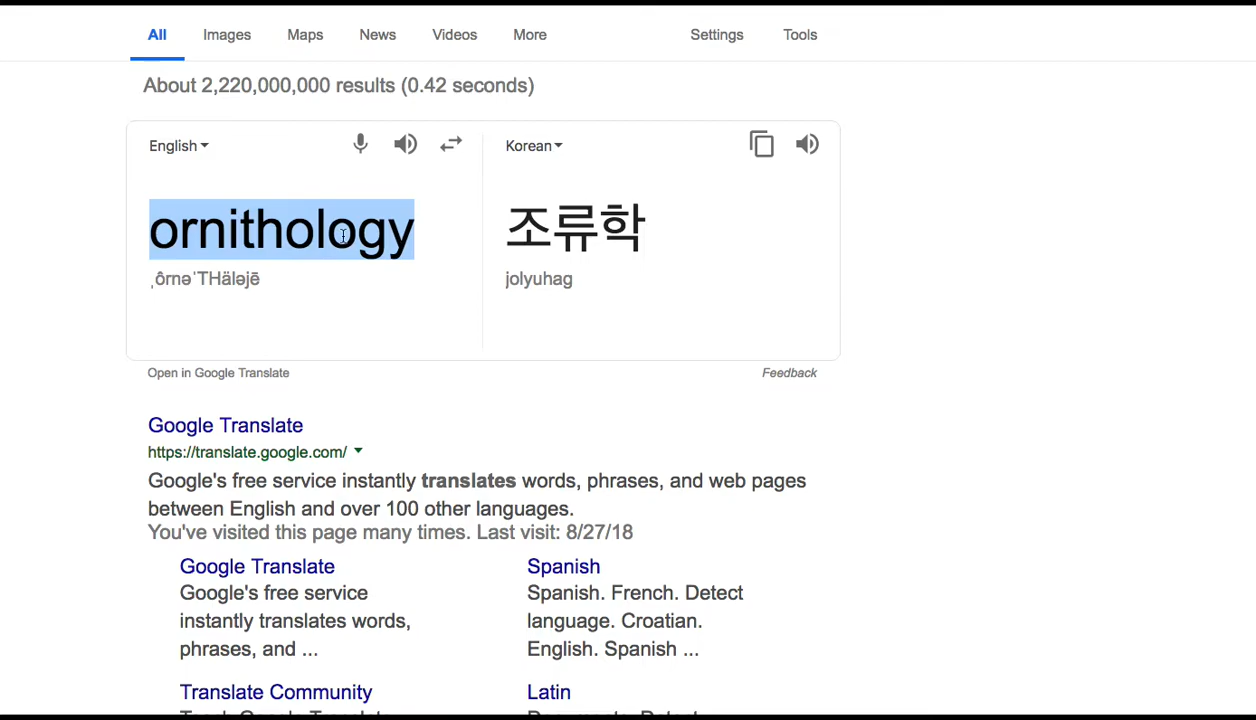 All Images Maps News Videos More Settings Tools
About 2,220,000,000 results (0.42 seconds)
English Korean
ornithology 조류학
ˌôrnəˈTHäləjē jolyuhag
Open in Google Translate Feedback
Google Translate
https://translate.google.com/
Google's free service instantly translates words, phrases, and web pages
between English and over 100 other languages.
You've visited this page many times. Last visit: 8/27/18
Google Translate Spanish
Google's free service Spanish. French. Detect
instantly translates words, language. Croatian.
phrases, and ... English. Spanish ...
Translate Community Latin